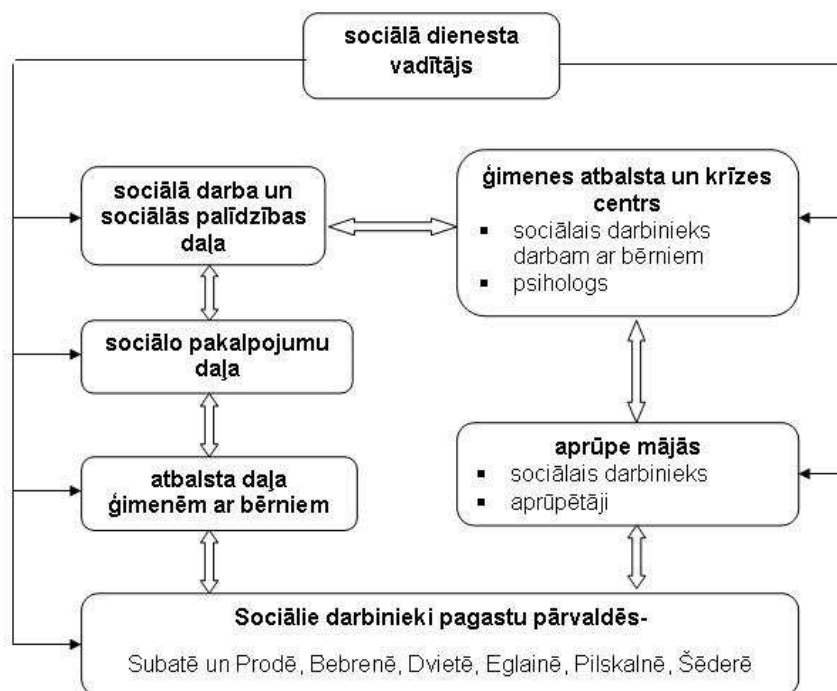 sociālā dienesta
vadītājs
sociālā darba un
sociālās palīdzības
daļa
ģimenes atbalsta un krīzes
centrs
▪ sociālais darbinieks
darbam ar bērniem
▪ psihologs
sociālo pakalpojumu
daļa
atbalsta daļa
ģimenēm ar bērniem
aprūpe mājās
▪ sociālais darbinieks
▪ aprūpētāji
Sociālie darbinieki pagastu pārvaldēs-
Subatē un Prodē, Bebrenē, Dvietē, Eglainē, Pilskalnē, Šēderē